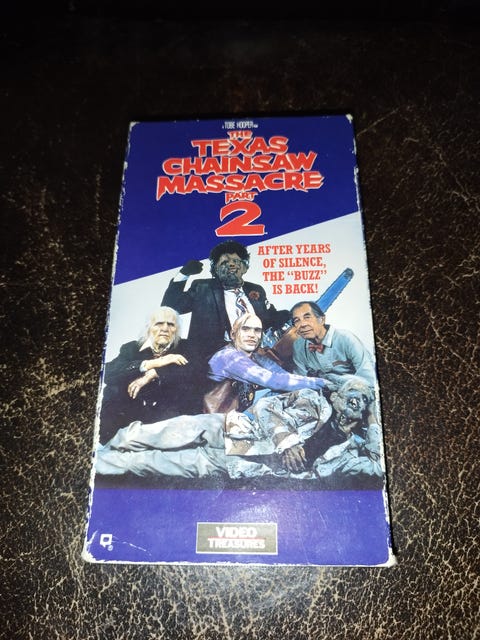 A TOBE HOOPER FILM
THE
TEXAS
CHAINSAW
MASSACRE
PART
2
AFTER YEARS
OF SILENCE,
THE "BUZZ"
IS BACK!
VIDEO
TREASURES
®